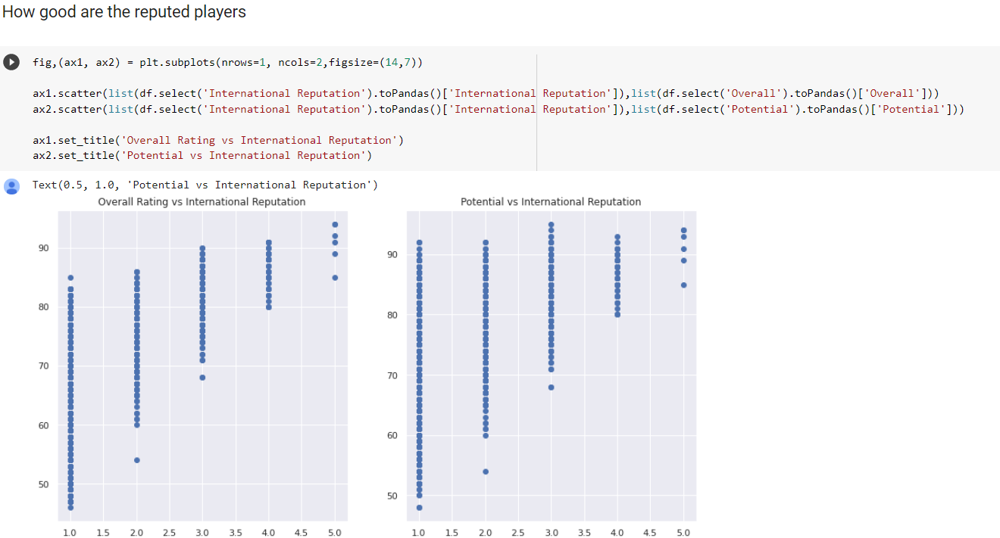 How good are the reputed players
fig,(ax1, ax2) = plt.subplots(nrows=1, ncols=2,figsize=(14,7))
ax1.scatter(list(df.select('International Reputation').toPandas()['International Reputation']),list(df.select('Overall').toPandas()['Overall']))
ax2.scatter(list(df.select('International Reputation').toPandas()['International Reputation']),list(df.select('Potential').toPandas()['Potential']))
ax1.set_title('Overall Rating vs International Reputation')
ax2.set_title('Potential vs International Reputation')
Text(0.5, 1.0, 'Potential vs International Reputation')
Overall Rating vs International Reputation
90
80
70
60
50
1.0 1.5 2.0 2.5 3.0 3.5 4.0 4.5 5.0
Potential vs International Reputation
90
80
70
60
50
1.0 1.5 2.0 2.5 3.0 3.5 4.0 4.5 5.0